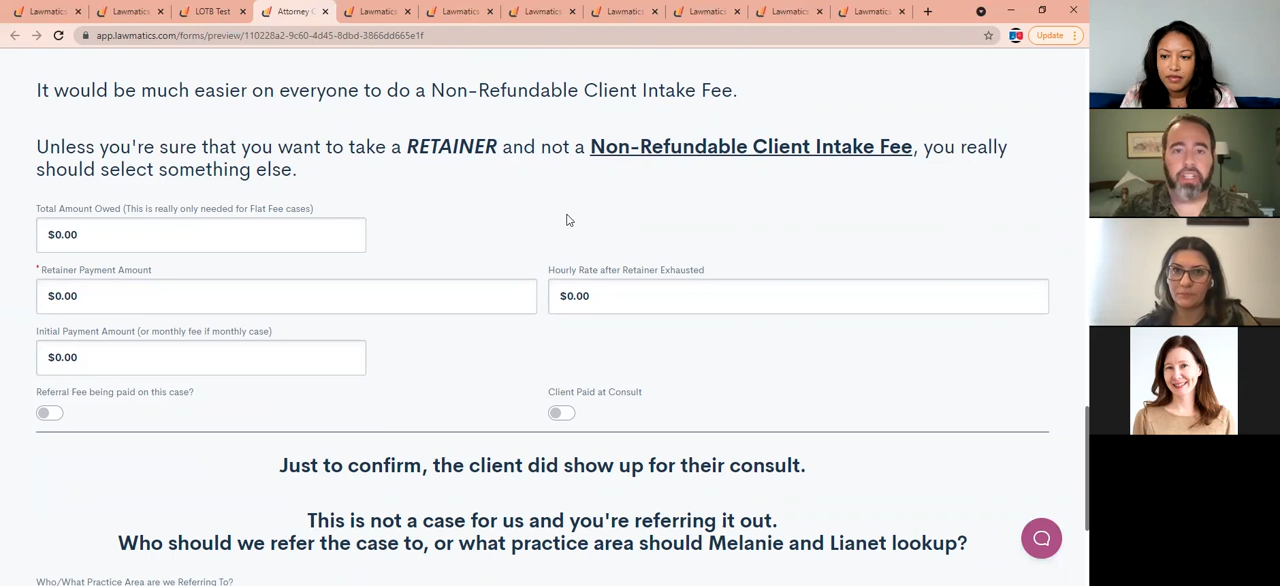 Lawmatics
Lawmatics
LOTB Test
Attorney C
Lawmatics
Lawmatics
Lawmatics
Lawmatics
Lawmatics
Lawmatics
Lawmatics
app.lawmatics.com/forms/preview/110228a2-9c60-4d45-8dbd-3866dd665e1f
Update
It would be much easier on everyone to do a Non-Refundable Client Intake Fee.
Unless you're sure that you want to take a RETAINER and not a Non-Refundable Client Intake Fee, you really
should select something else.
Total Amount Owed (This is really only needed for Flat Fee cases)
$0.00
* Retainer Payment Amount
Hourly Rate after Retainer Exhausted
$0.00
$0.00
Initial Payment Amount (or monthly fee if monthly case)
$0.00
Referral Fee being paid on this case?
Client Paid at Consult
Just to confirm, the client did show up for their consult.
This is not a case for us and you're referring it out.
Who should we refer the case to, or what practice area should Melanie and Lianet lookup?
Who/What Practice Area are we Referring To?